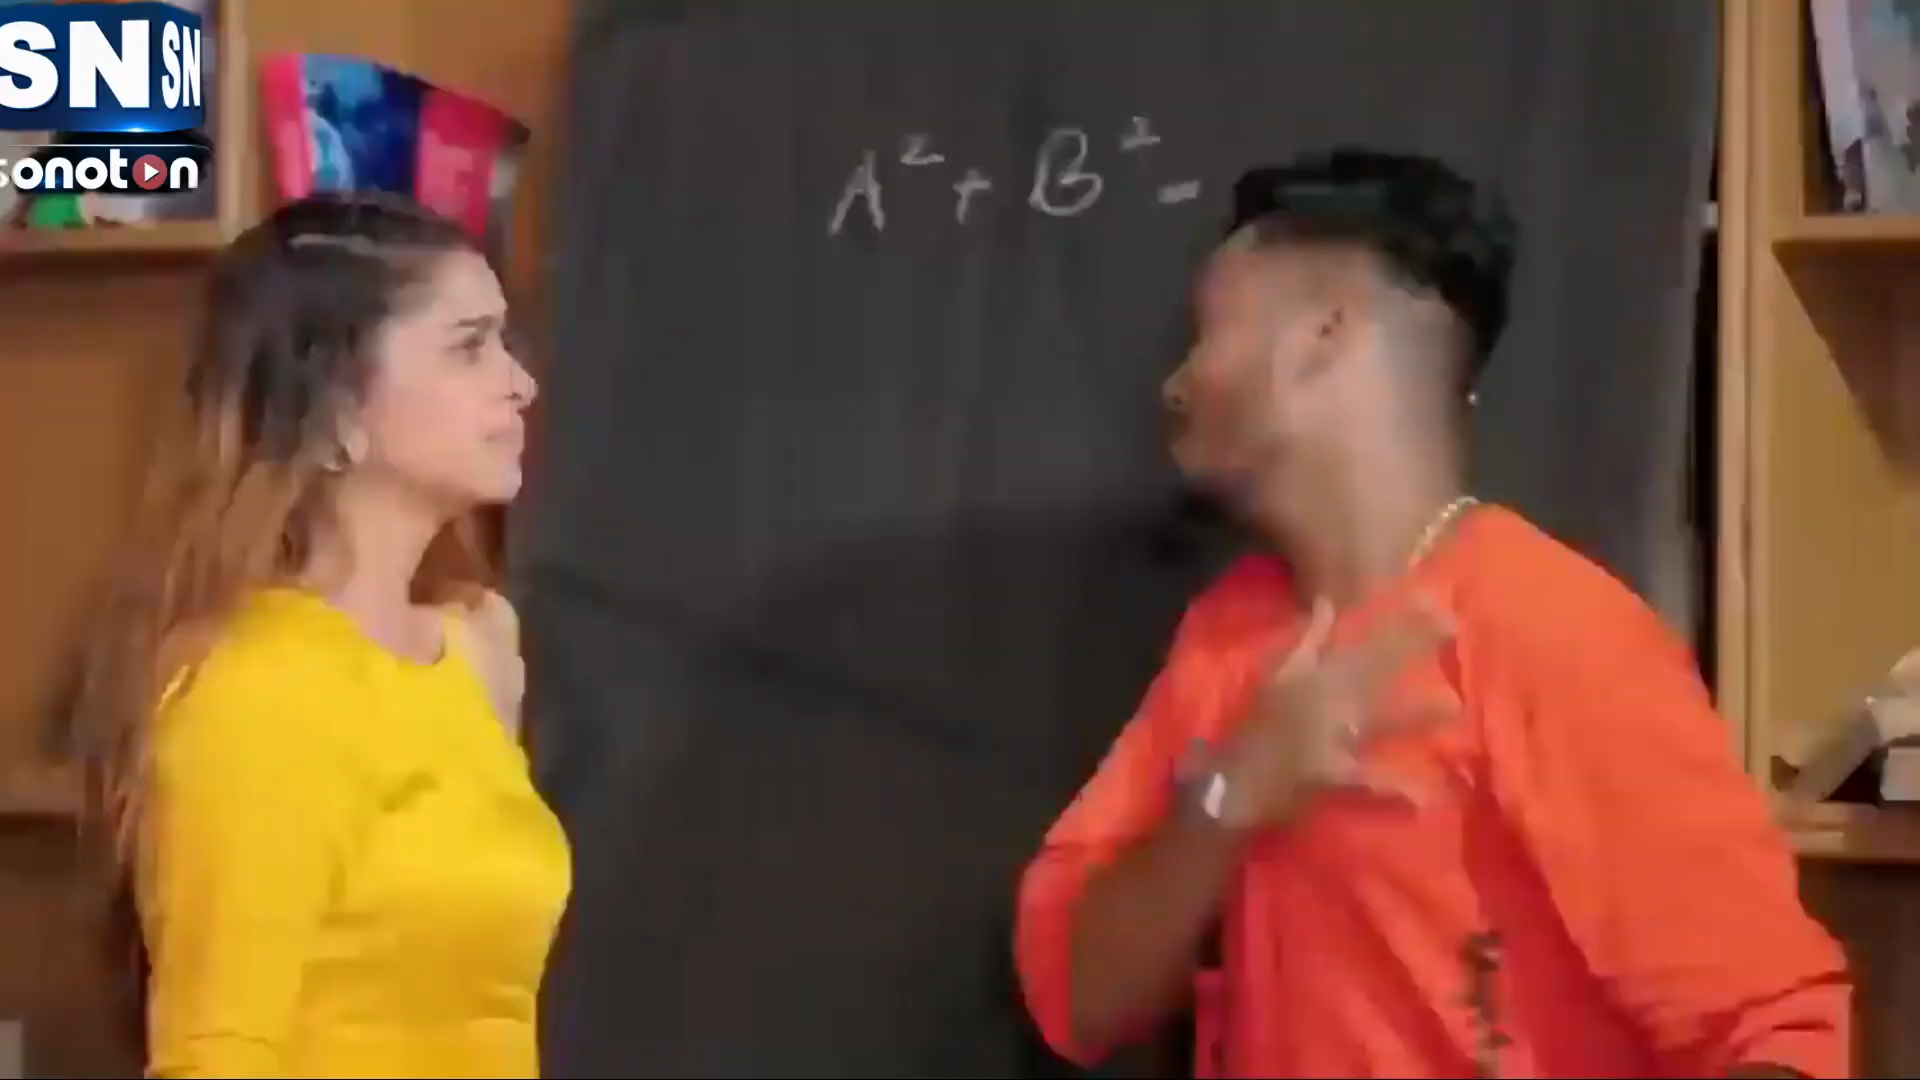 SN SN
sonoton
A² + B² -